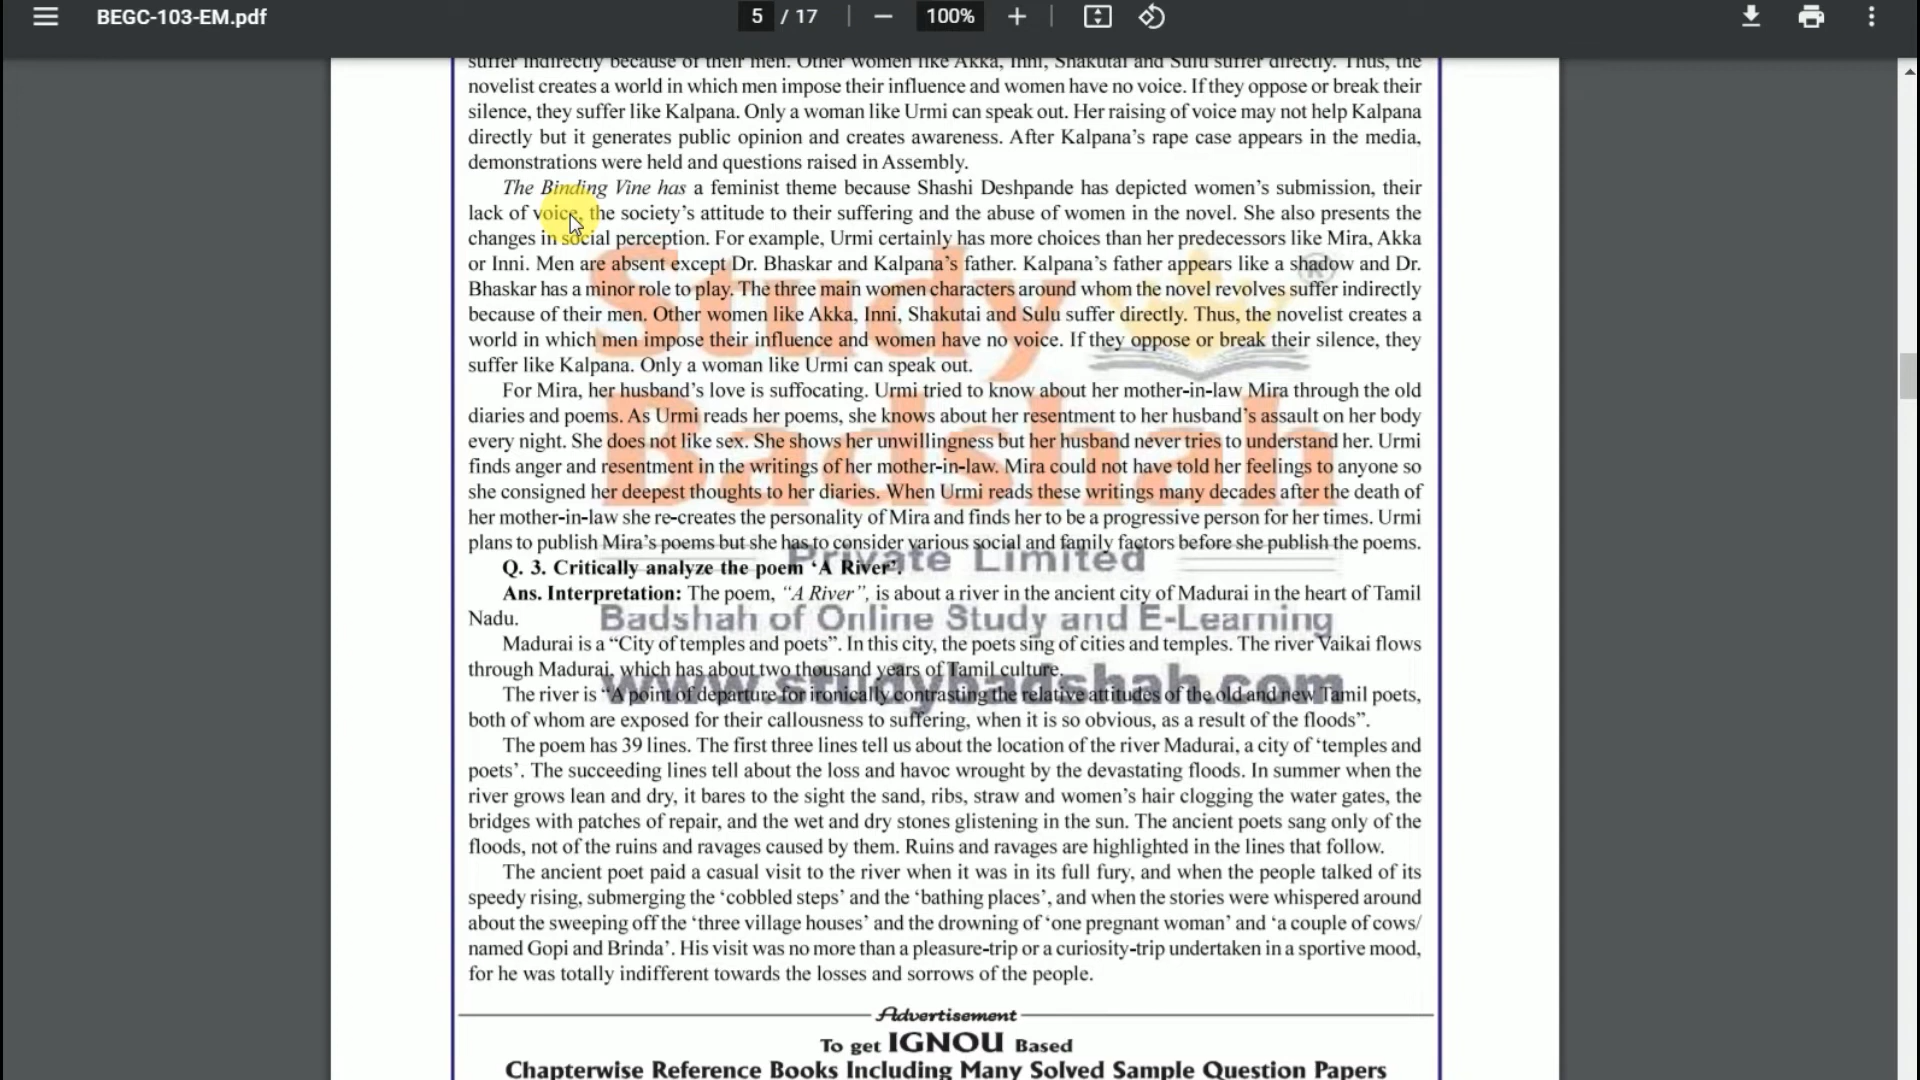 BEGC-103-EM.pdf
5 / 17
100%
suffer indirectly because of their men. Other women like Akka, Inni, Shakutai and Sulu suffer directly. Thus, the
novelist creates a world in which men impose their influence and women have no voice. If they oppose or break their
silence, they suffer like Kalpana. Only a woman like Urmi can speak out. Her raising of voice may not help Kalpana
directly but it generates public opinion and creates awareness. After Kalpana's rape case appears in the media,
demonstrations were held and questions raised in Assembly.
The Binding Vine has a feminist theme because Shashi Deshpande has depicted women's submission, their
lack of voice, the society's attitude to their suffering and the abuse of women in the novel. She also presents the
changes in social perception. For example, Urmi certainly has more choices than her predecessors like Mira, Akka
or Inni. Men are absent except Dr. Bhaskar and Kalpana's father. Kalpana's father appears like a shadow and Dr.
Bhaskar has a minor role to play. The three main women characters around whom the novel revolves suffer indirectly
because of their men. Other women like Akka, Inni, Shakutai and Sulu suffer directly. Thus, the novelist creates a
world in which men impose their influence and women have no voice. If they oppose or break their silence, they
suffer like Kalpana. Only a woman like Urmi can speak out.
For Mira, her husband's love is suffocating. Urmi tried to know about her mother-in-law Mira through the old
diaries and poems. As Urmi reads her poems, she knows about her resentment to her husband's assault on her body
every night. She does not like sex. She shows her unwillingness but her husband never tries to understand her. Urmi
finds anger and resentment in the writings of her mother-in-law. Mira could not have told her feelings to anyone so
she consigned her deepest thoughts to her diaries. When Urmi reads these writings many decades after the death of
her mother-in-law she re-creates the personality of Mira and finds her to be a progressive person for her times. Urmi
plans to publish Mira's poems but she has to consider various social and family factors before she publish the poems.
Q. 3. Critically analyze the poem 'A River'.
Ans. Interpretation: The poem, "A River", is about a river in the ancient city of Madurai in the heart of Tamil
Nadu.
Madurai is a "City of temples and poets". In this city, the poets sing of cities and temples. The river Vaikai flows
through Madurai, which has about two thousand years of Tamil culture.
The river is "A point of departure for ironically contrasting the relative attitudes of the old and new Tamil poets,
both of whom are exposed for their callousness to suffering, when it is so obvious, as a result of the floods".
The poem has 39 lines. The first three lines tell us about the location of the river Madurai, a city of 'temples and
poets'. The succeeding lines tell about the loss and havoc wrought by the devastating floods. In summer when the
river grows lean and dry, it bares to the sight the sand, ribs, straw and women's hair clogging the water gates, the
bridges with patches of repair, and the wet and dry stones glistening in the sun. The ancient poets sang only of the
floods, not of the ruins and ravages caused by them. Ruins and ravages are highlighted in the lines that follow.
The ancient poet paid a casual visit to the river when it was in its full fury, and when the people talked of its
speedy rising, submerging the 'cobbled steps' and the 'bathing places', and when the stories were whispered around
about the sweeping off the 'three village houses' and the drowning of 'one pregnant woman' and 'a couple of cows/
named Gopi and Brinda'. His visit was no more than a pleasure-trip or a curiosity-trip undertaken in a sportive mood,
for he was totally indifferent towards the losses and sorrows of the people.
Study
Badshah
®
Private Limited
Badshah of Online Study and E-Learning
www.studybadshah.com
Advertisement
To get IGNOU Based
Chapterwise Reference Books Including Many Solved Sample Question Papers